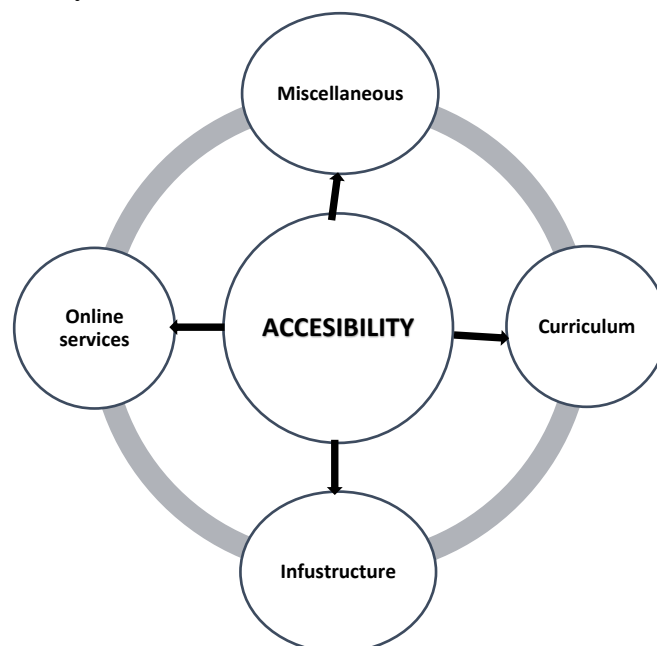 Miscellaneous
Online
services
ACCESIBILITY
Curriculum
Infustructure